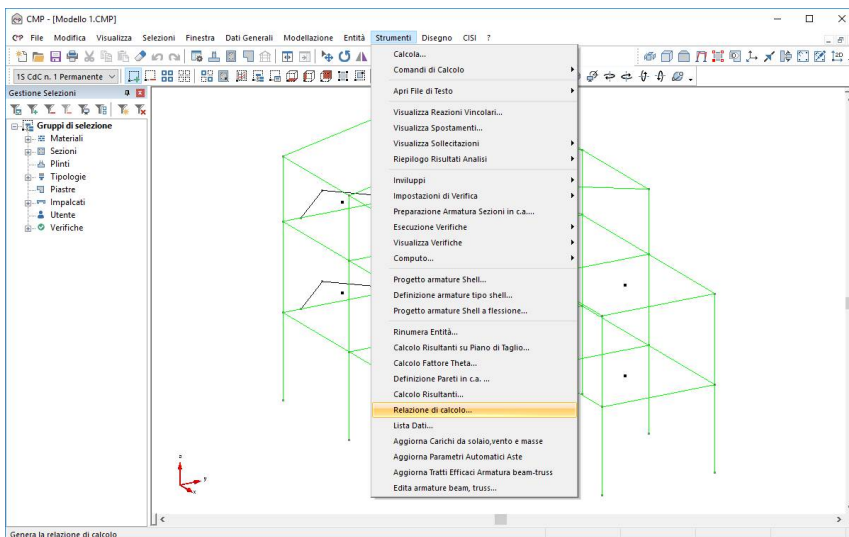 CMP - [Modello 1.CMP]
File Modifica Visualizza Selezioni Finestra Dati Generali Modellazione Entità Strumenti Disegno CISI ?
1S CdC n. 1 Permanente
Gestione Selezioni
Gruppi di selezione
Materiali
Sezioni
Plinti
Tipologie
Piastre
Impalcati
Utente
Verifiche
Calcola...
Comandi di Calcolo
Apri File di Testo
Visualizza Reazioni Vincolari...
Visualizza Spostamenti...
Visualizza Sollecitazioni
Riepilogo Risultati Analisi
Inviluppi
Impostazioni di Verifica
Preparazione Armatura Sezioni in c.a....
Esecuzione Verifiche
Visualizza Verifiche
Computo...
Progetto armature Shell...
Definizione armature tipo shell...
Progetto armature Shell a flessione...
Rinumera Entità...
Calcolo Risultanti su Piano di Taglio...
Calcolo Fattore Theta...
Definizione Pareti in c.a. ...
Calcolo Risultanti...
Relazione di calcolo...
Lista Dati...
Aggiorna Carichi da solaio,vento e masse
Aggiorna Parametri Automatici Aste
Aggiorna Tratti Efficaci Armatura beam-truss
Edita armature beam, truss...
z
y
x
Genera la relazione di calcolo